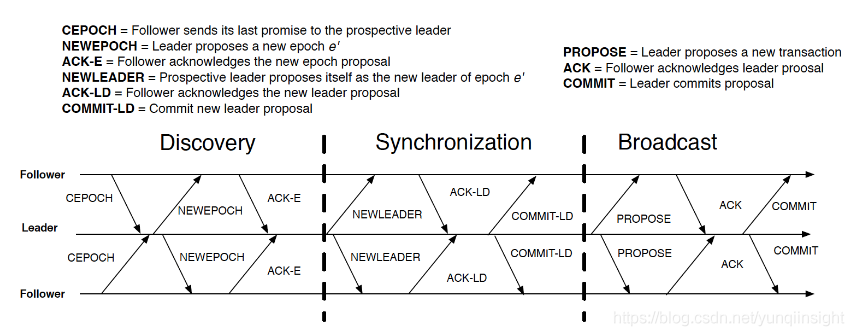 CEPOCH = Follower sends its last promise to the prospective leader
NEWEPOCH = Leader proposes a new epoch e'
ACK-E = Follower acknowledges the new epoch proposal
NEWLEADER = Prospective leader proposes itself as the new leader of epoch e'
ACK-LD = Follower acknowledges the new leader proposal
COMMIT-LD = Commit new leader proposal
PROPOSE = Leader proposes a new transaction
ACK = Follower acknowledges leader proosal
COMMIT = Leader commits proposal
Discovery
Synchronization
Broadcast
Follower
CEPOCH
NEWEPOCH
ACK-E
NEWLEADER
ACK-LD
COMMIT-LD
PROPOSE
ACK
COMMIT
Leader
CEPOCH
NEWEPOCH
ACK-E
NEWLEADER
ACK-LD
COMMIT-LD
PROPOSE
ACK
COMMIT
Follower
https://blog.csdn.net/yunqiinsight